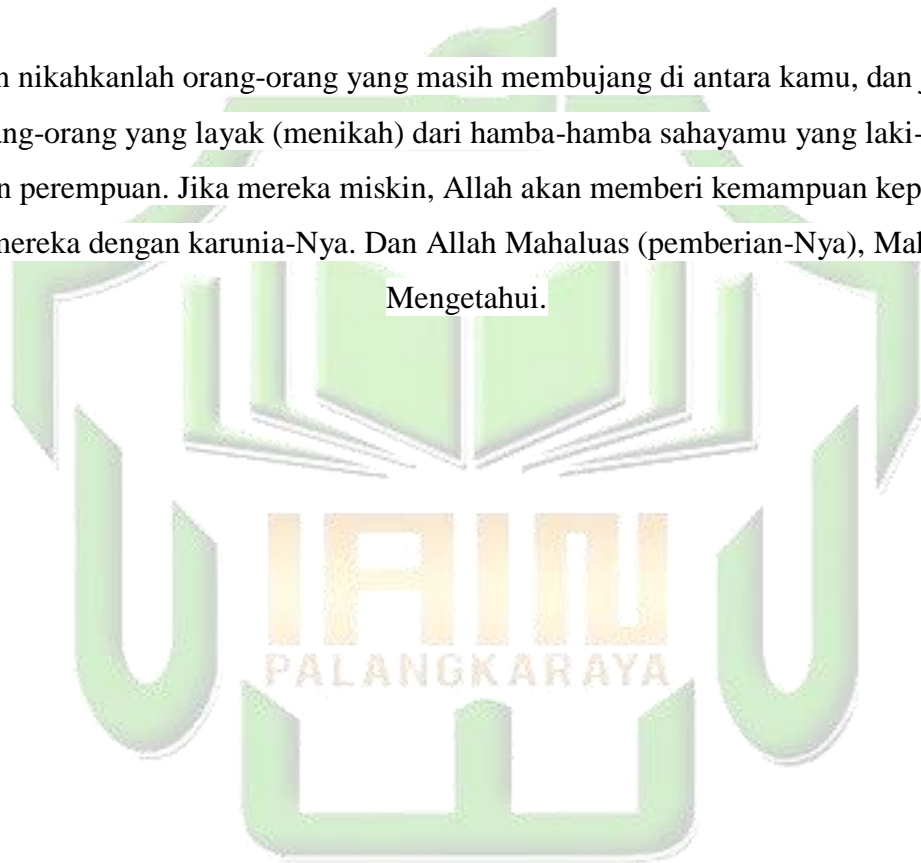 nikahkanlah orang-orang yang masih membujang di antara kamu, dan
ang-orang yang layak (menikah) dari hamba-hamba sahayamu yang laki-
n perempuan. Jika mereka miskin, Allah akan memberi kemampuan kep
mereka dengan karunia-Nya. Dan Allah Mahaluas (pemberian-Nya), Mah
Mengetahui.
IAIN
PALANGKARAYA